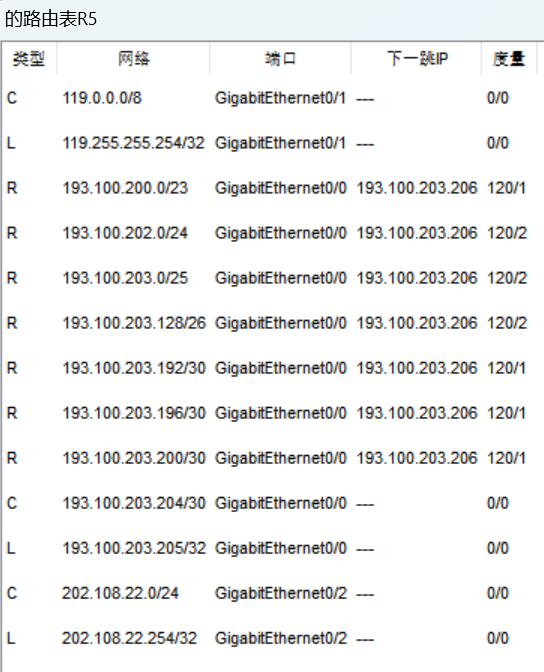 的路由表R5
类型 网络 端口 下一跳IP 度量
C 119.0.0.0/8 GigabitEthernet0/1 --- 0/0
L 119.255.255.254/32 GigabitEthernet0/1 --- 0/0
R 193.100.200.0/23 GigabitEthernet0/0 193.100.203.206 120/1
R 193.100.202.0/24 GigabitEthernet0/0 193.100.203.206 120/2
R 193.100.203.0/25 GigabitEthernet0/0 193.100.203.206 120/2
R 193.100.203.128/26 GigabitEthernet0/0 193.100.203.206 120/2
R 193.100.203.192/30 GigabitEthernet0/0 193.100.203.206 120/1
R 193.100.203.196/30 GigabitEthernet0/0 193.100.203.206 120/1
R 193.100.203.200/30 GigabitEthernet0/0 193.100.203.206 120/1
C 193.100.203.204/30 GigabitEthernet0/0 --- 0/0
L 193.100.203.205/32 GigabitEthernet0/0 --- 0/0
C 202.108.22.0/24 GigabitEthernet0/2 --- 0/0
L 202.108.22.254/32 GigabitEthernet0/2 --- 0/0